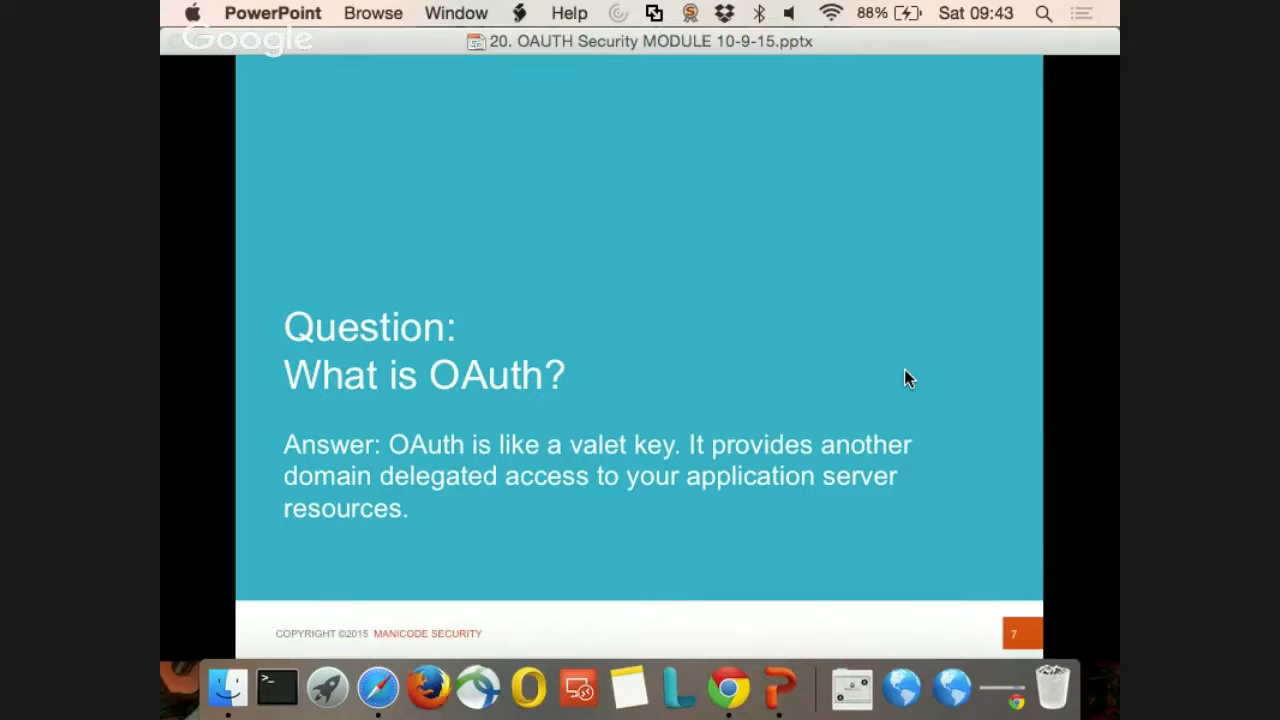 PowerPoint Browse Window Help 88% Sat 09:43
Google
20. OAUTH Security MODULE 10-9-15.pptx
Question:
What is OAuth?
Answer: OAuth is like a valet key. It provides another
domain delegated access to your application server
resources.
COPYRIGHT ©2015 MANICODE SECURITY
7